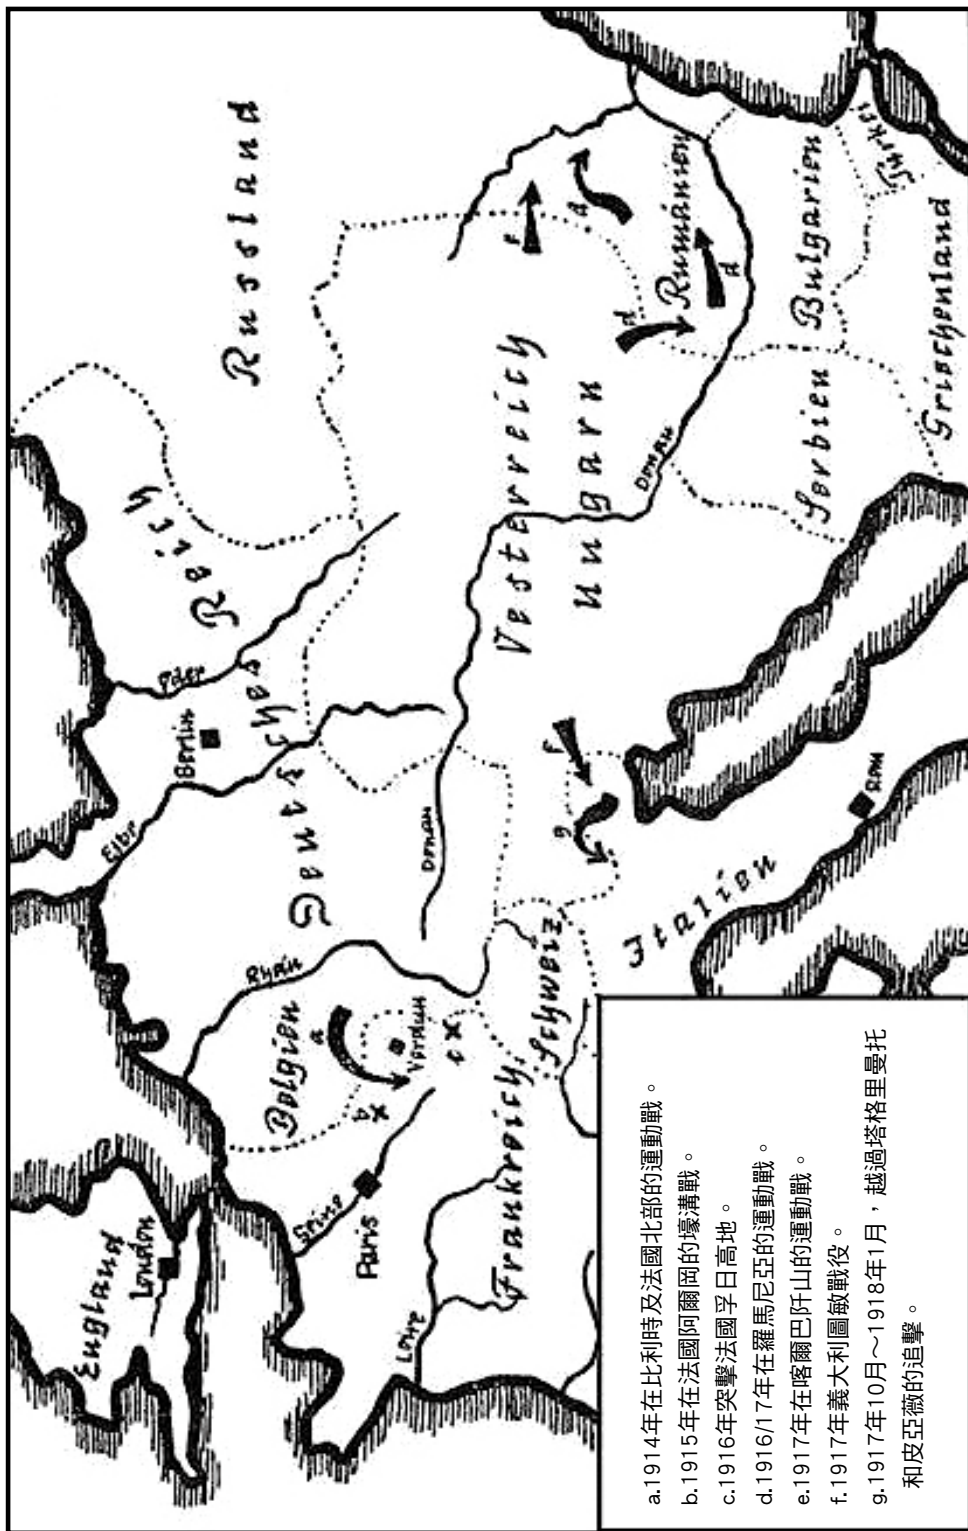 England
London
Elbe
Berlin
Oder
Deutsches
Reich
Russland
Rhein
Belgien
a
Verdun
b
c
Seine
Paris
Loire
Frankreich
Schweiz
Donau
Oesterreich
Ungarn
Donau
e
d
d
d
Rumänien
f
g
Italien
Rom
Serbien
Bulgarien
Türkei
Griechenland
a.1914年在比利時及法國北部的運動戰。
b.1915年在法國阿爾岡的壕溝戰。
c.1916年突擊法國孚日高地。
d.1916/17年在羅馬尼亞的運動戰。
e.1917年在喀爾巴阡山的運動戰。
f.1917年義大利圖敏戰役。
g.1917年10月～1918年1月，越過塔格里曼托
和皮亞薇的追擊。